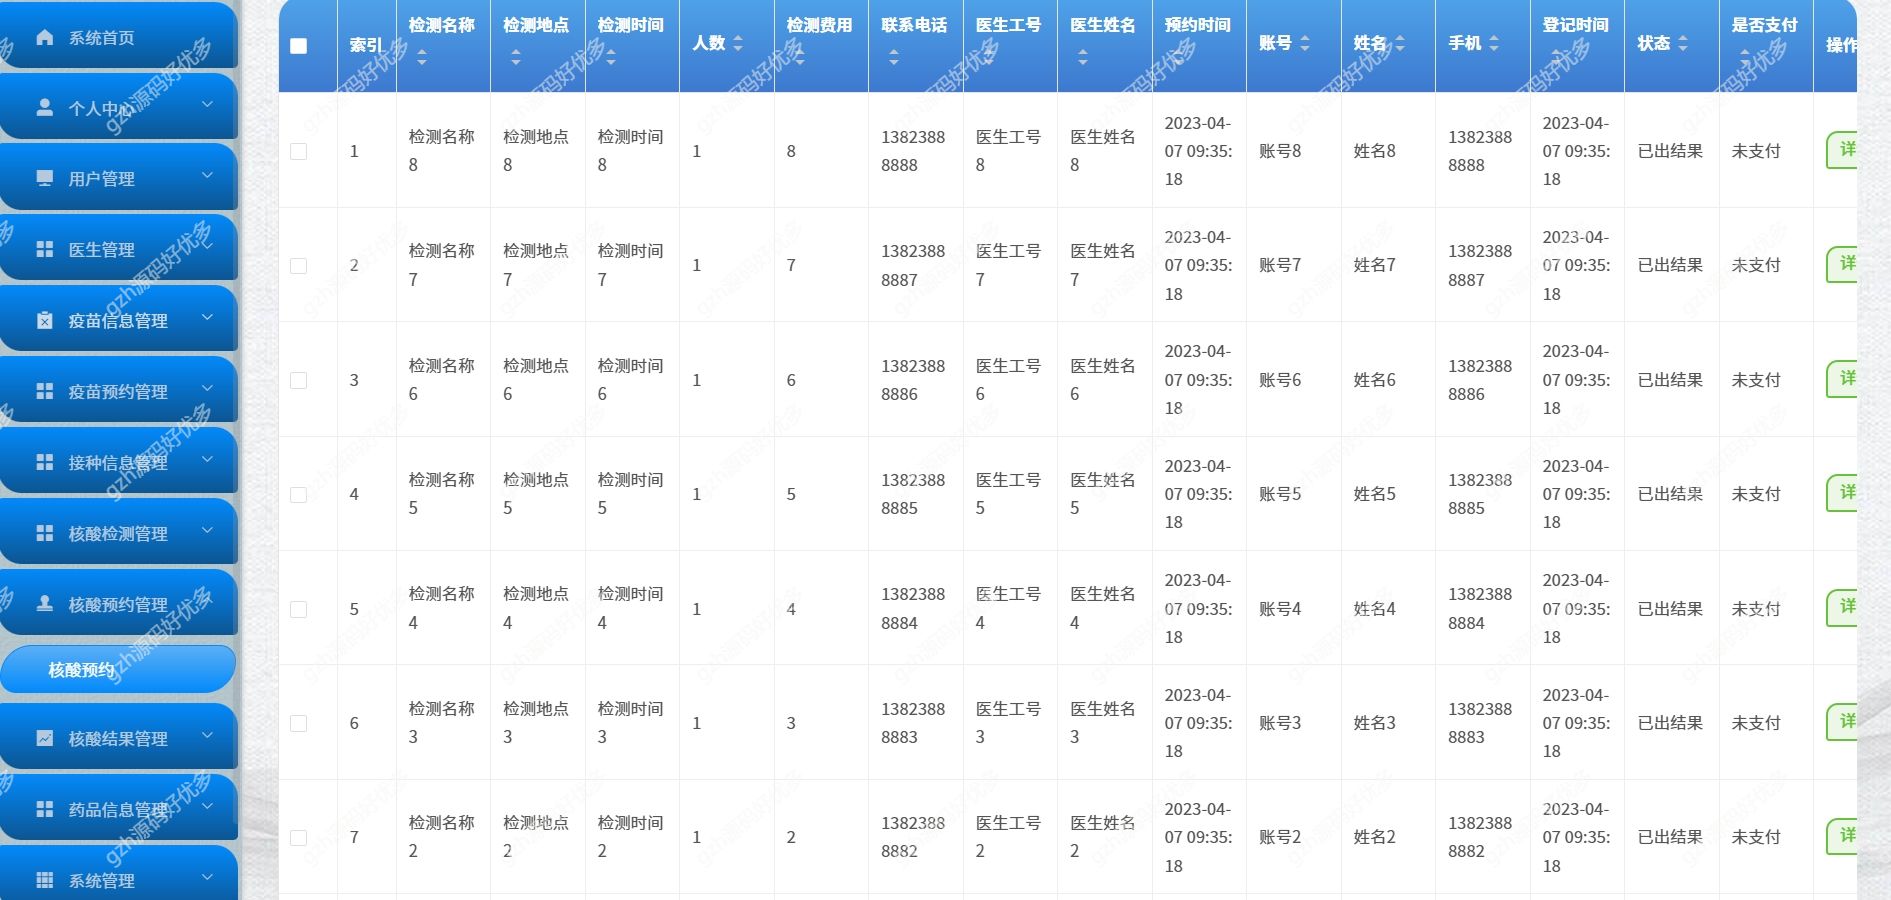 系统首页
个人中心
用户管理
医生管理
疫苗信息管理
疫苗预约管理
接种信息管理
核酸检测管理
核酸预约管理
核酸预约
核酸结果管理
药品信息管理
系统管理
索引 检测名称 检测地点 检测时间 人数 检测费用 联系电话 医生工号 医生姓名 预约时间 账号 姓名 手机 登记时间 状态 是否支付 操作
1 检测名称8 检测地点8 检测时间8 1 8 13823888888 医生工号8 医生姓名8 2023-04-07 09:35:18 账号8 姓名8 13823888888 2023-04-07 09:35:18 已出结果 未支付 详
2 检测名称7 检测地点7 检测时间7 1 7 13823888887 医生工号7 医生姓名7 2023-04-07 09:35:18 账号7 姓名7 13823888887 2023-04-07 09:35:18 已出结果 未支付 详
3 检测名称6 检测地点6 检测时间6 1 6 13823888886 医生工号6 医生姓名6 2023-04-07 09:35:18 账号6 姓名6 13823888886 2023-04-07 09:35:18 已出结果 未支付 详
4 检测名称5 检测地点5 检测时间5 1 5 13823888885 医生工号5 医生姓名5 2023-04-07 09:35:18 账号5 姓名5 13823888885 2023-04-07 09:35:18 已出结果 未支付 详
5 检测名称4 检测地点4 检测时间4 1 4 13823888884 医生工号4 医生姓名4 2023-04-07 09:35:18 账号4 姓名4 13823888884 2023-04-07 09:35:18 已出结果 未支付 详
6 检测名称3 检测地点3 检测时间3 1 3 13823888883 医生工号3 医生姓名3 2023-04-07 09:35:18 账号3 姓名3 13823888883 2023-04-07 09:35:18 已出结果 未支付 详
7 检测名称2 检测地点2 检测时间2 1 2 13823888882 医生工号2 医生姓名2 2023-04-07 09:35:18 账号2 姓名2 13823888882 2023-04-07 09:35:18 已出结果 未支付 详
gzh源码好优多